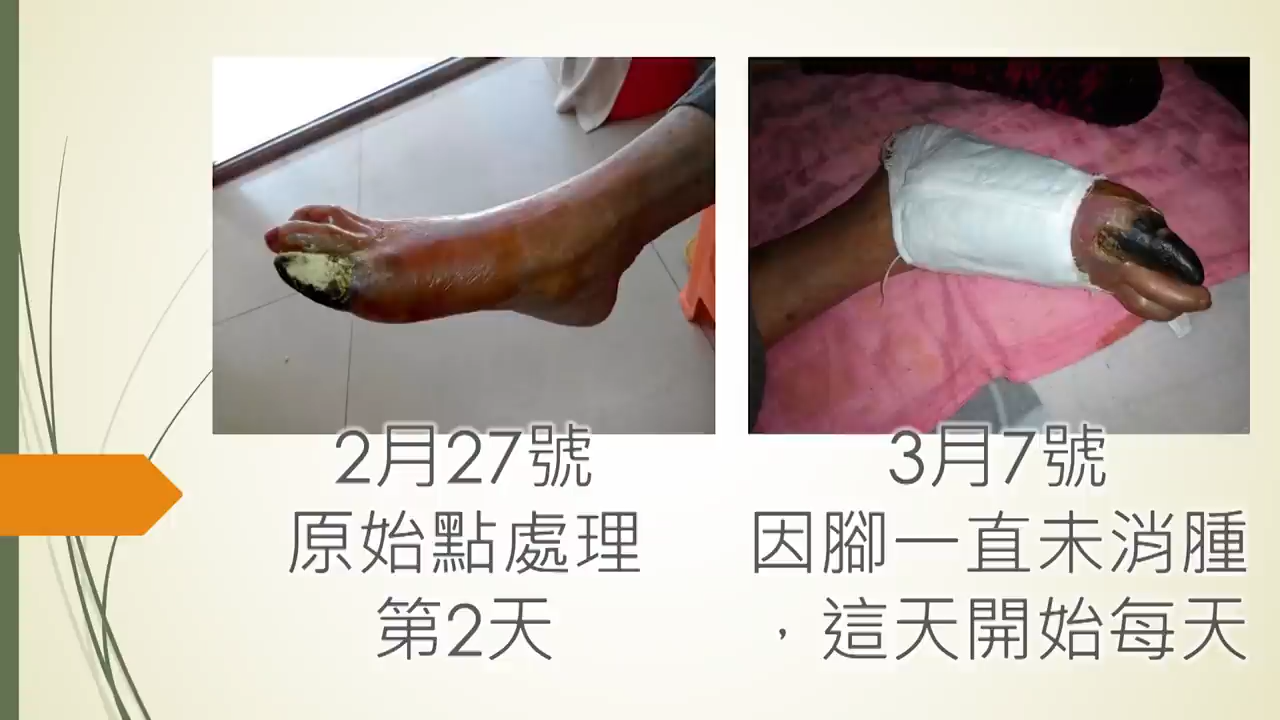 2月27號
原始點處理
第2天
3月7號
因腳一直未消腫
，這天開始每天